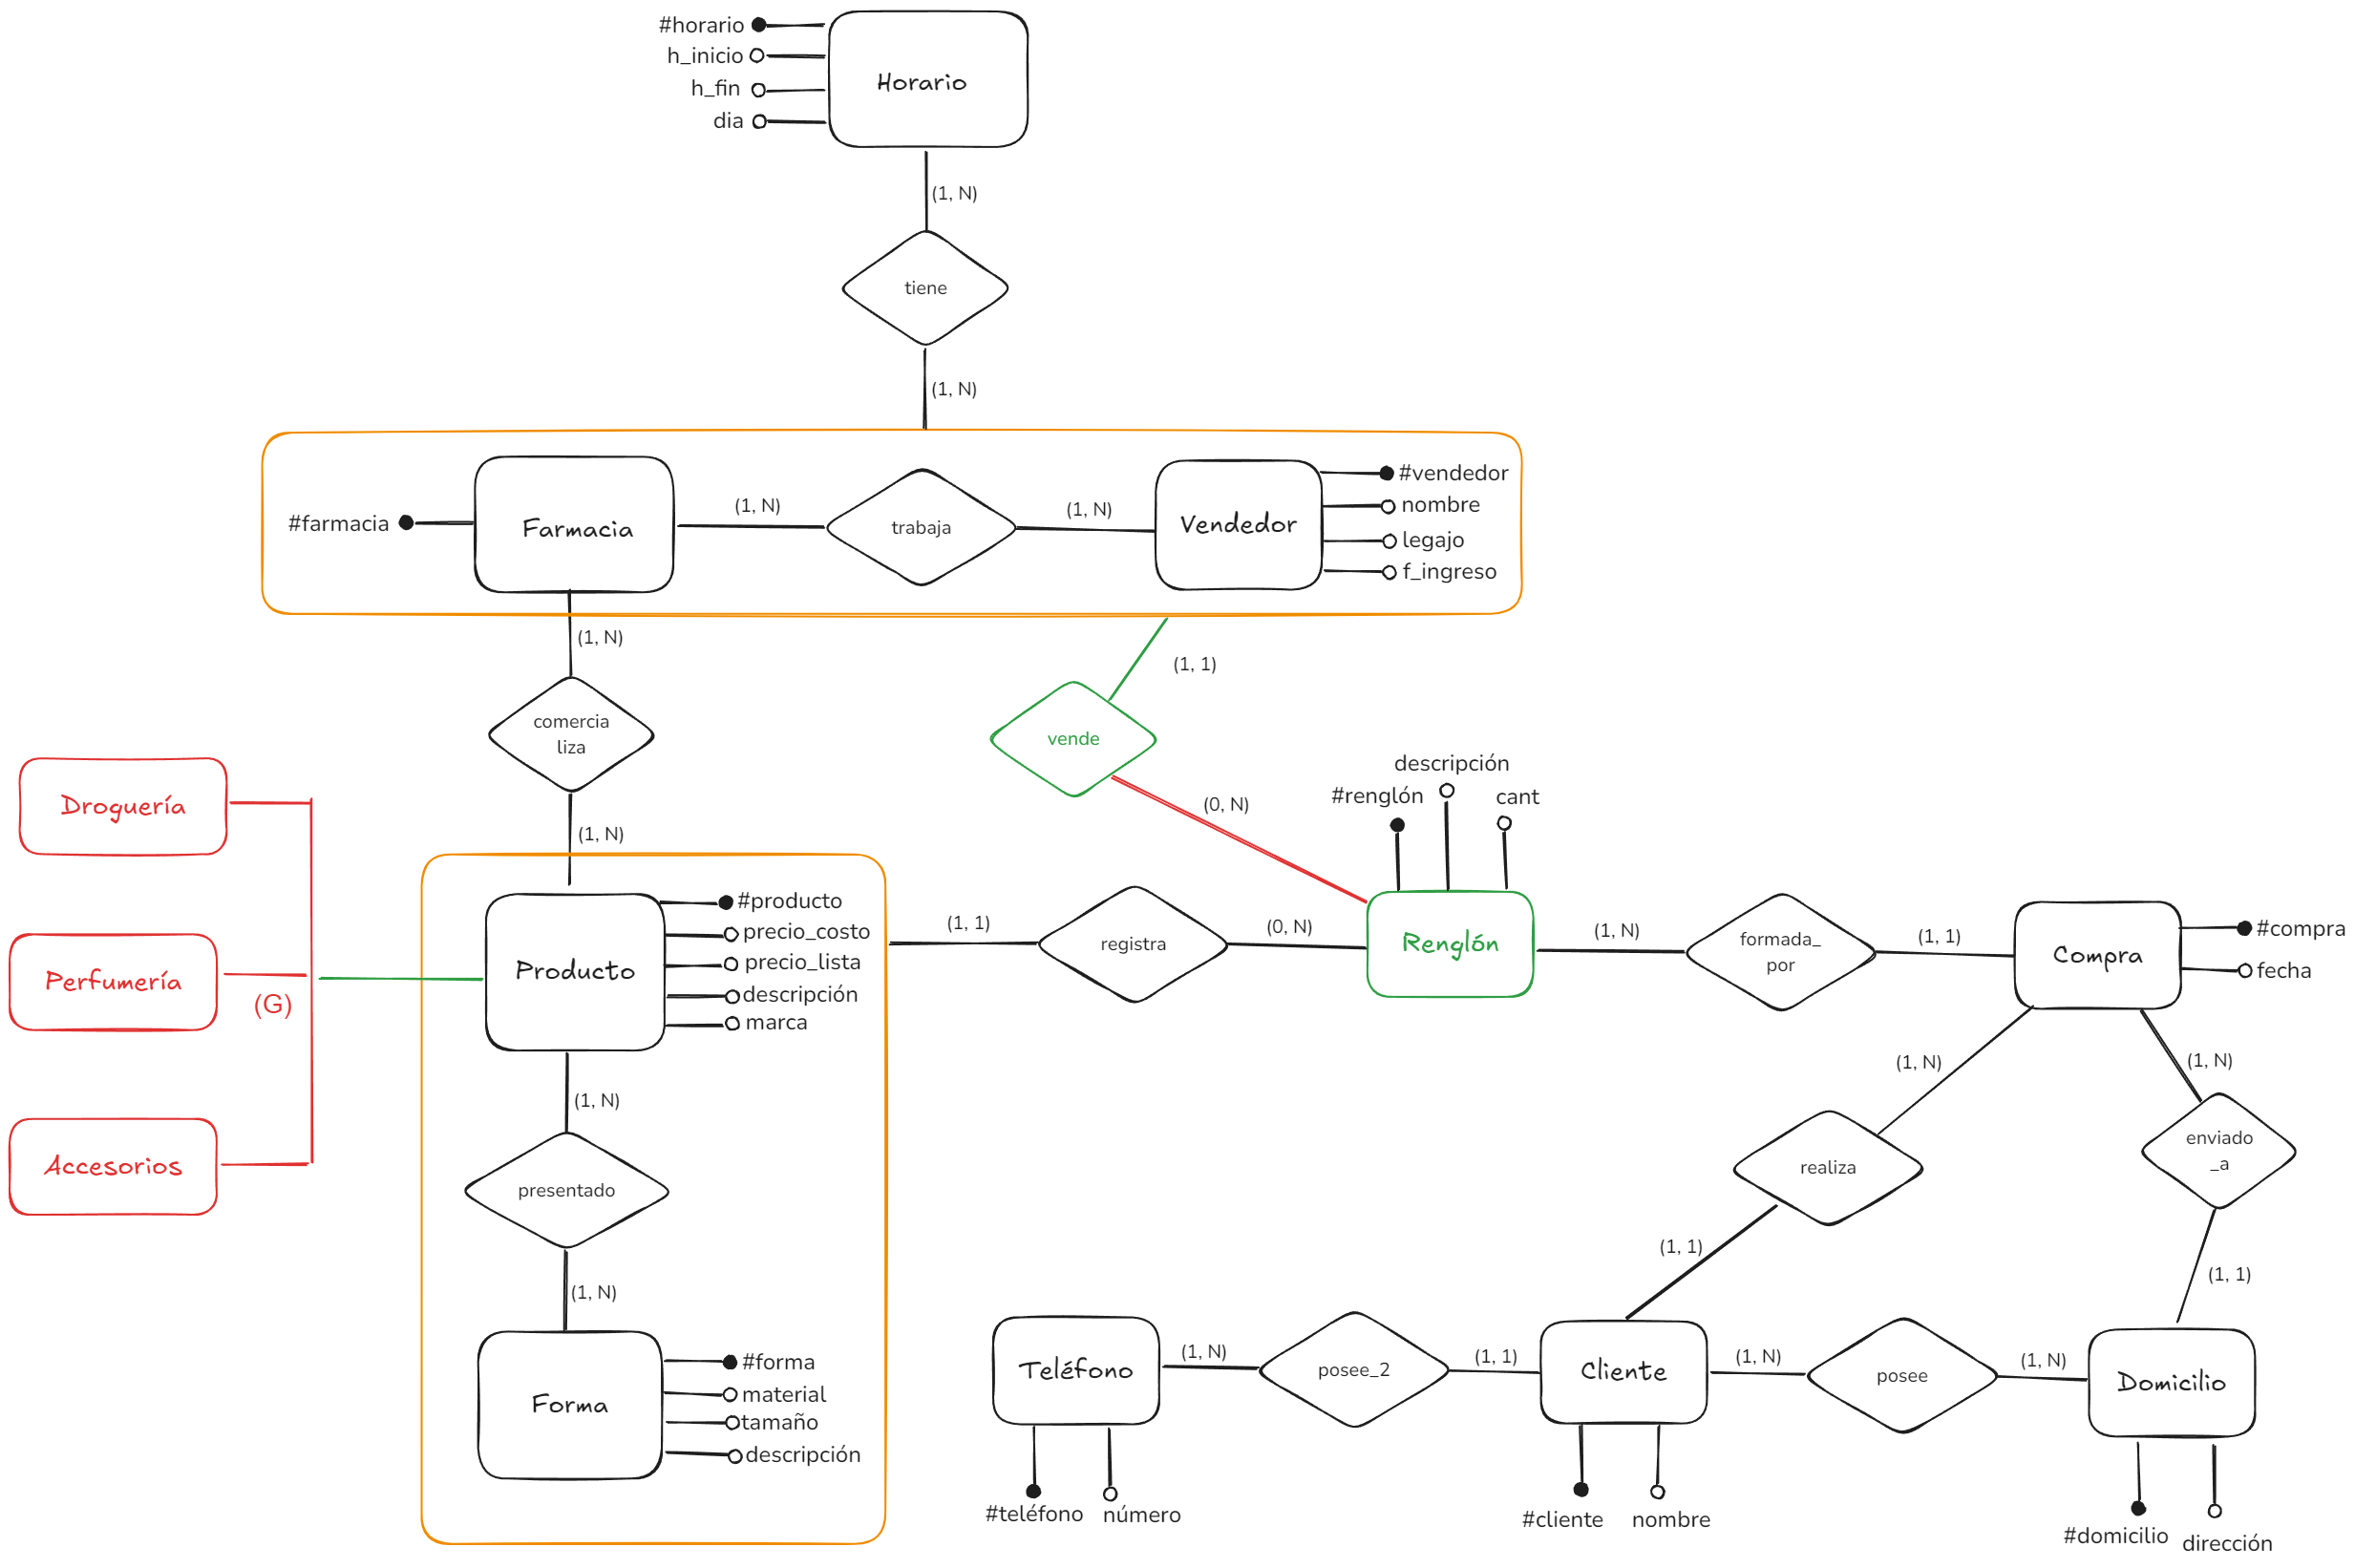 #horario
h_inicio
h_fin
dia
Horario
(1, N)
tiene
(1, N)
#farmacia
Farmacia
(1, N)
trabaja
(1, N)
Vendedor
#vendedor
nombre
legajo
f_ingreso
(1, N)
comercia
liza
(1, N)
(1, 1)
vende
(0, N)
Droguería
Perfumería
(G)
Accesorios
Producto
#producto
precio_costo
precio_lista
descripción
marca
(1, N)
presentado
(1, N)
Forma
#forma
material
tamaño
descripción
(1, 1)
registra
(0, N)
descripción
#renglón
cant
Renglón
(1, N)
formada_
por
(1, 1)
Compra
#compra
fecha
(1, N)
realiza
(1, 1)
(1, N)
enviado
_a
(1, 1)
Teléfono
(1, N)
posee_2
(1, 1)
Cliente
(1, N)
posee
(1, N)
Domicilio
#teléfono
número
#cliente
nombre
#domicilio
dirección